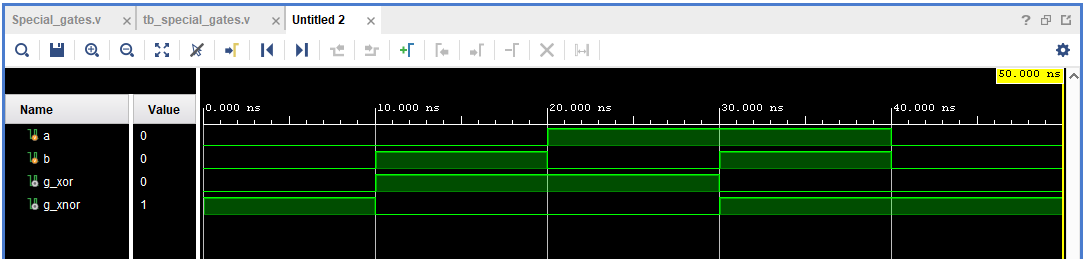 Special_gates.v × tb_special_gates.v × Untitled 2 ×
?
50.000 ns
Name Value
0.000 ns 10.000 ns 20.000 ns 30.000 ns 40.000 ns
a 0
b 0
g_xor 0
g_xnor 1